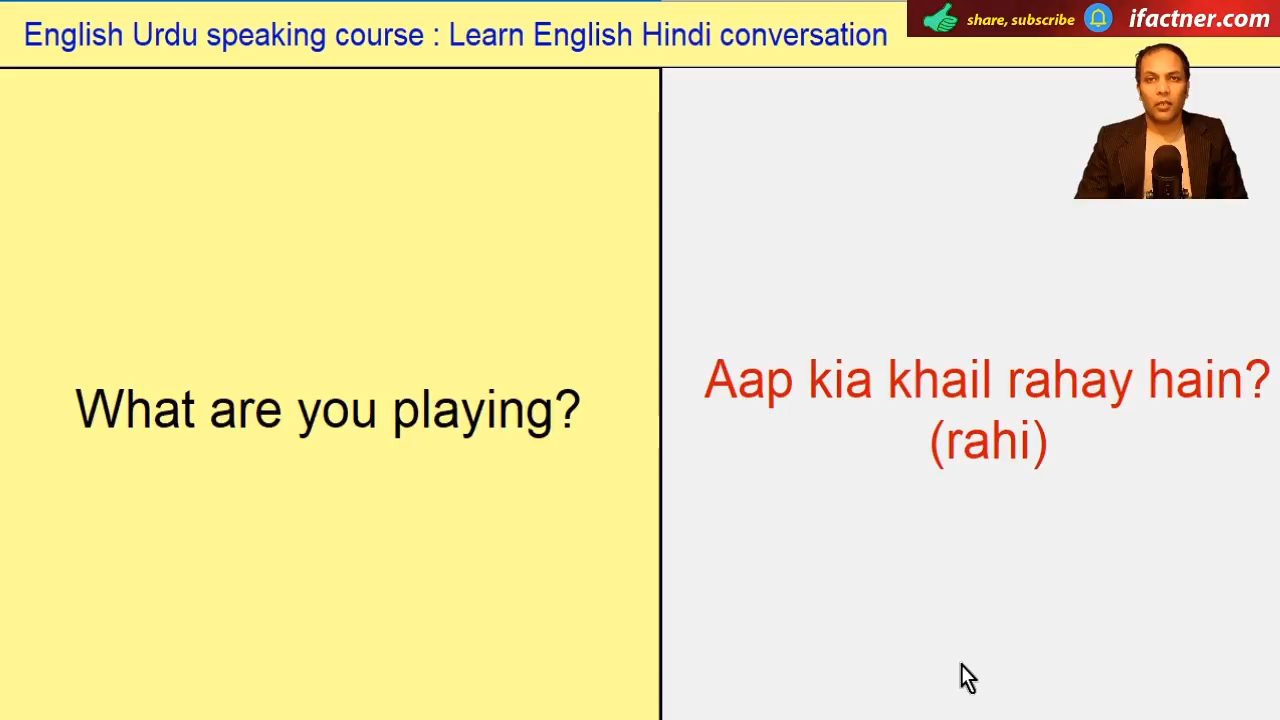 English Urdu speaking course : Learn English Hindi conversation
share, subscribe
ifactner.com
What are you playing?
Aap kia khail rahay hain?
(rahi)